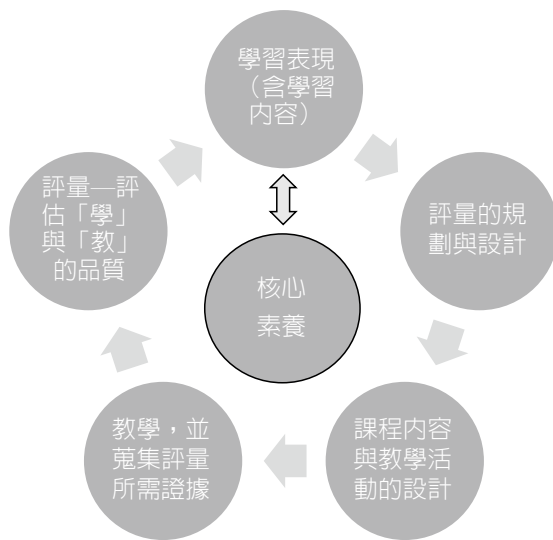 學習表現
（含學習
內容）
評量的規
劃與設計
課程內容
與教學活
動的設計
教學，並
蒐集評量
所需證據
評量—評
估「學」
與「教」
的品質
核心
素養